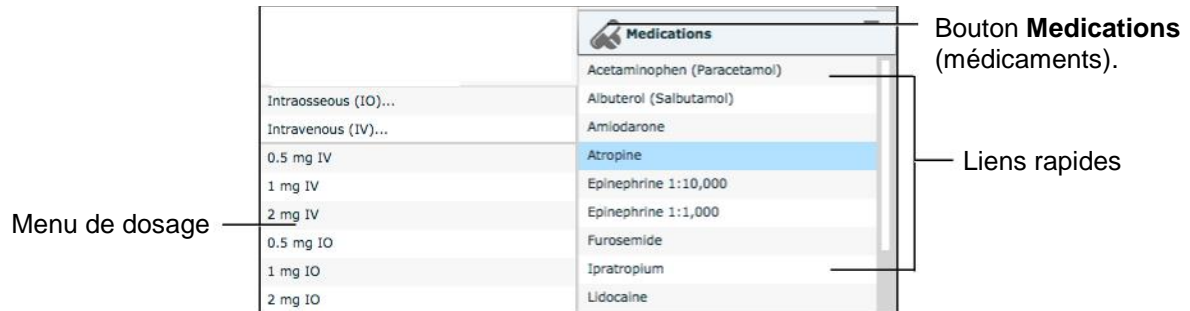 Medications
Acetaminophen (Paracetamol)
Albuterol (Salbutamol)
Amiodarone
Atropine
Epinephrine 1:10,000
Epinephrine 1:1,000
Furosemide
Ipratropium
Lidocaine
Intraosseous (IO)...
Intravenous (IV)...
0.5 mg IV
1 mg IV
2 mg IV
0.5 mg IO
1 mg IO
2 mg IO
Menu de dosage
Bouton Medications
(médicaments).
Liens rapides